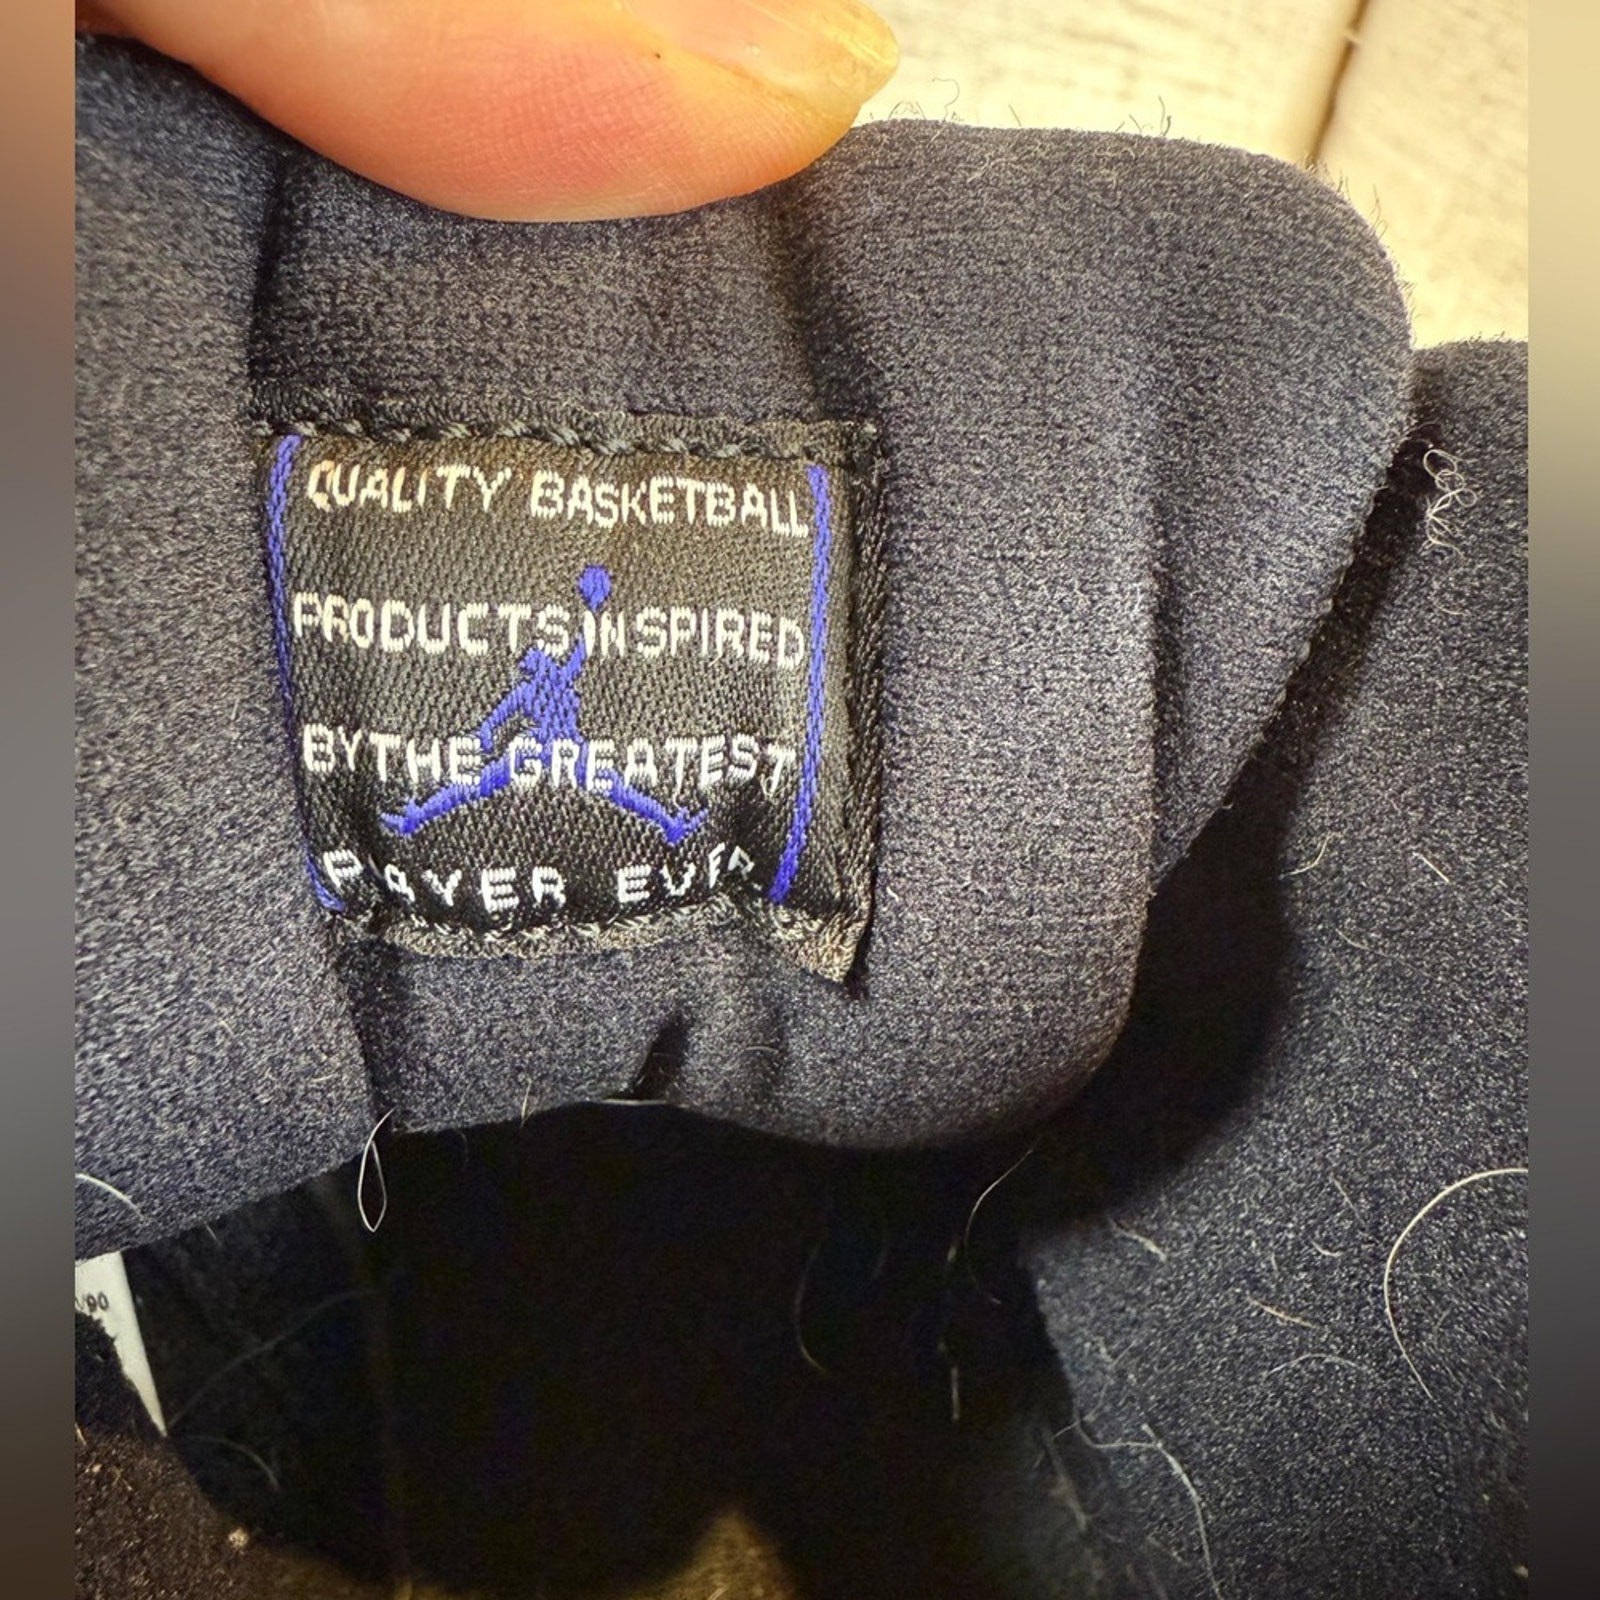 QUALITY BASKETBALL
PRODUCTS INSPIRED
BY THE GREATEST
PLAYER EVER